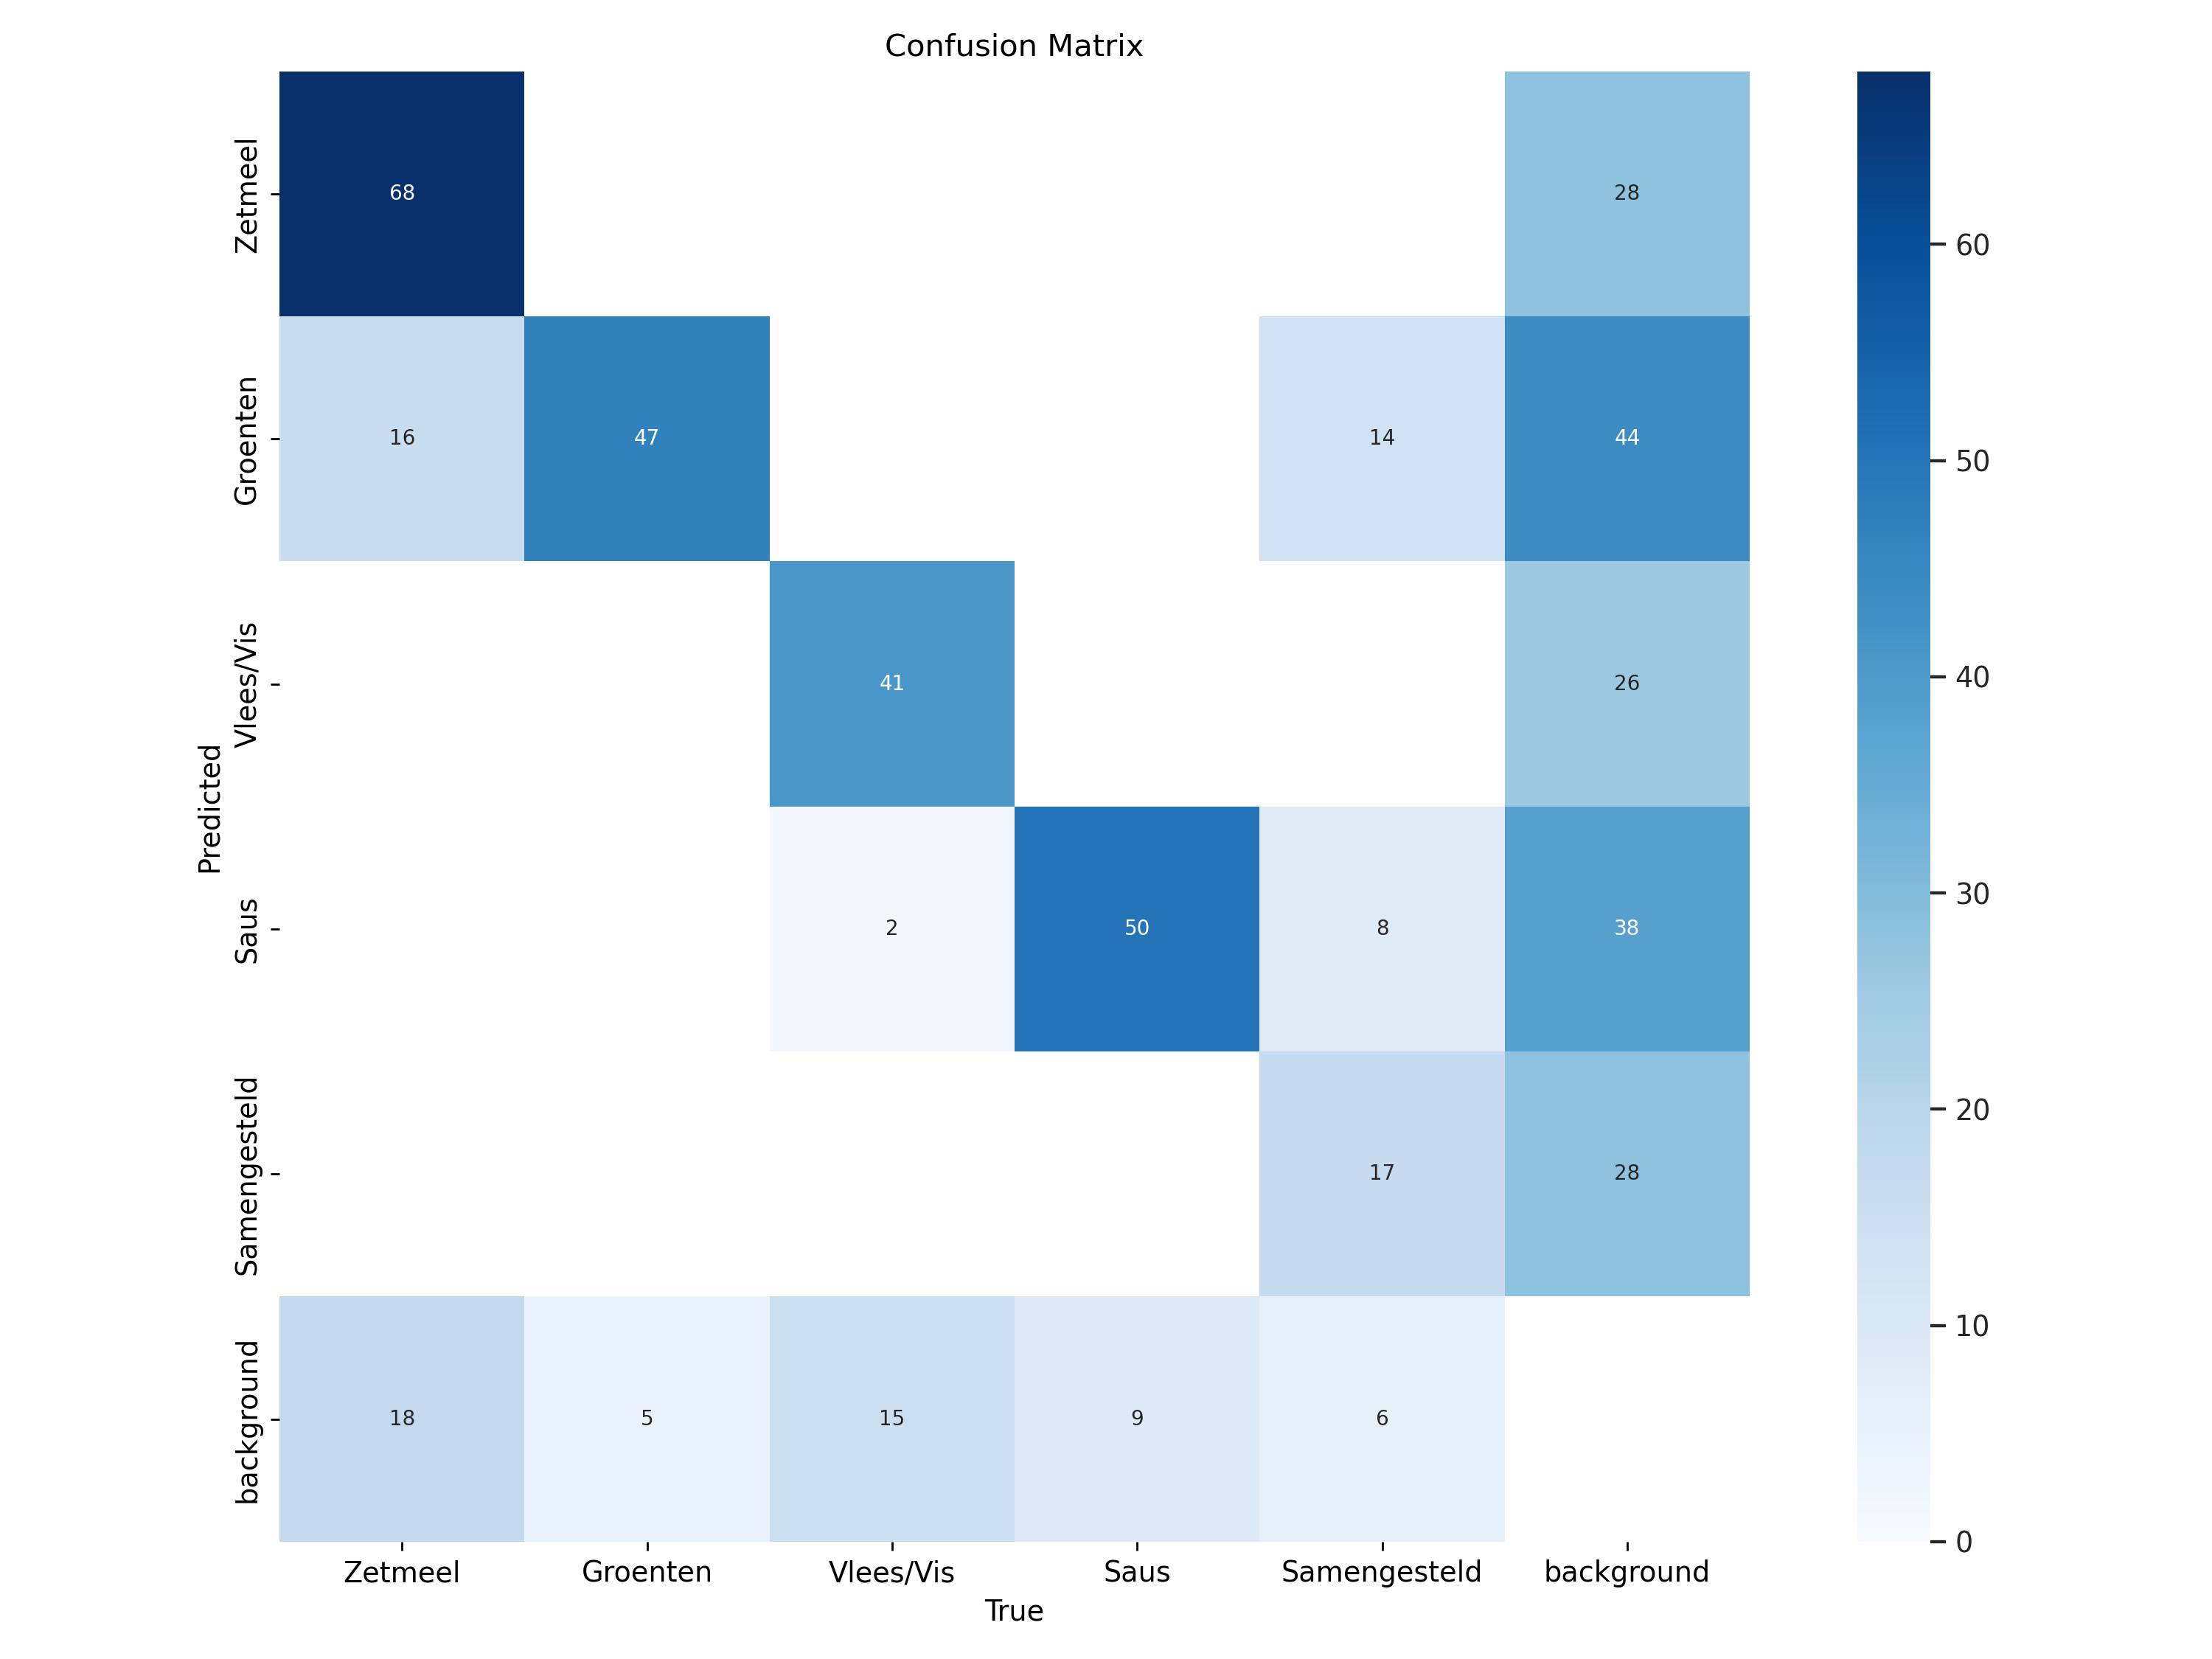 Confusion Matrix
Zetmeel
68
28
60
Groenten
16
47
14
44
50
Vlees/Vis
41
26
40
Predicted
Saus
2
50
8
38
30
Samengesteld
17
28
20
background
18
5
15
9
6
10
0
Zetmeel
Groenten
Vlees/Vis
Saus
Samengesteld
background
True